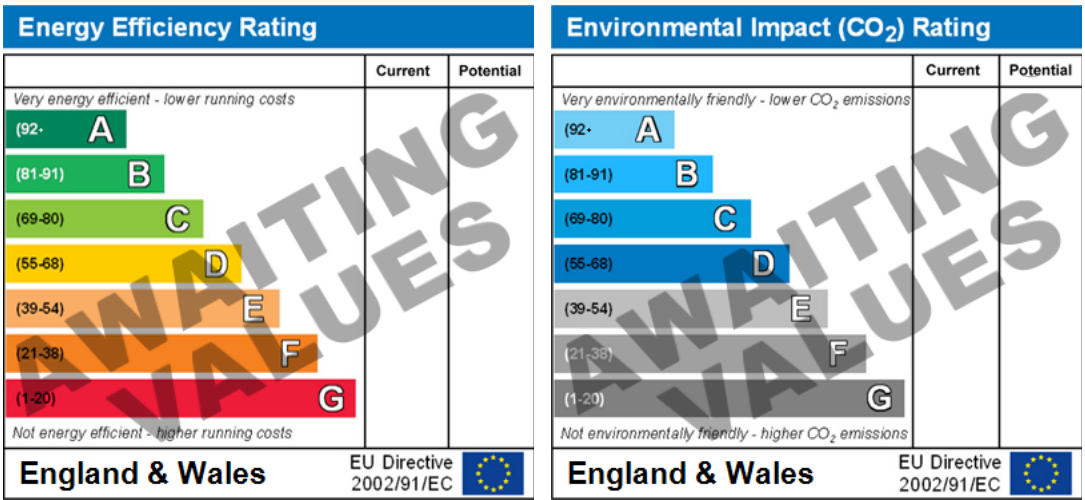 Energy Efficiency Rating
Current Potential
Very energy efficient - lower running costs
(92+ A
(81-91) B
(69-80) C
(55-68) D
(39-54) E
(21-38) F
(1-20) G
Not energy efficient - higher running costs
England & Wales
EU Directive
2002/91/EC
AWAITING
VALUES
Environmental Impact (CO₂) Rating
Current Potential
Very environmentally friendly - lower CO₂ emissions
(92+ A
(81-91) B
(69-80) C
(55-68) D
(39-54) E
(21-38) F
(1-20) G
Not environmentally friendly - higher CO₂ emissions
England & Wales
EU Directive
2002/91/EC
AWAITING
VALUES